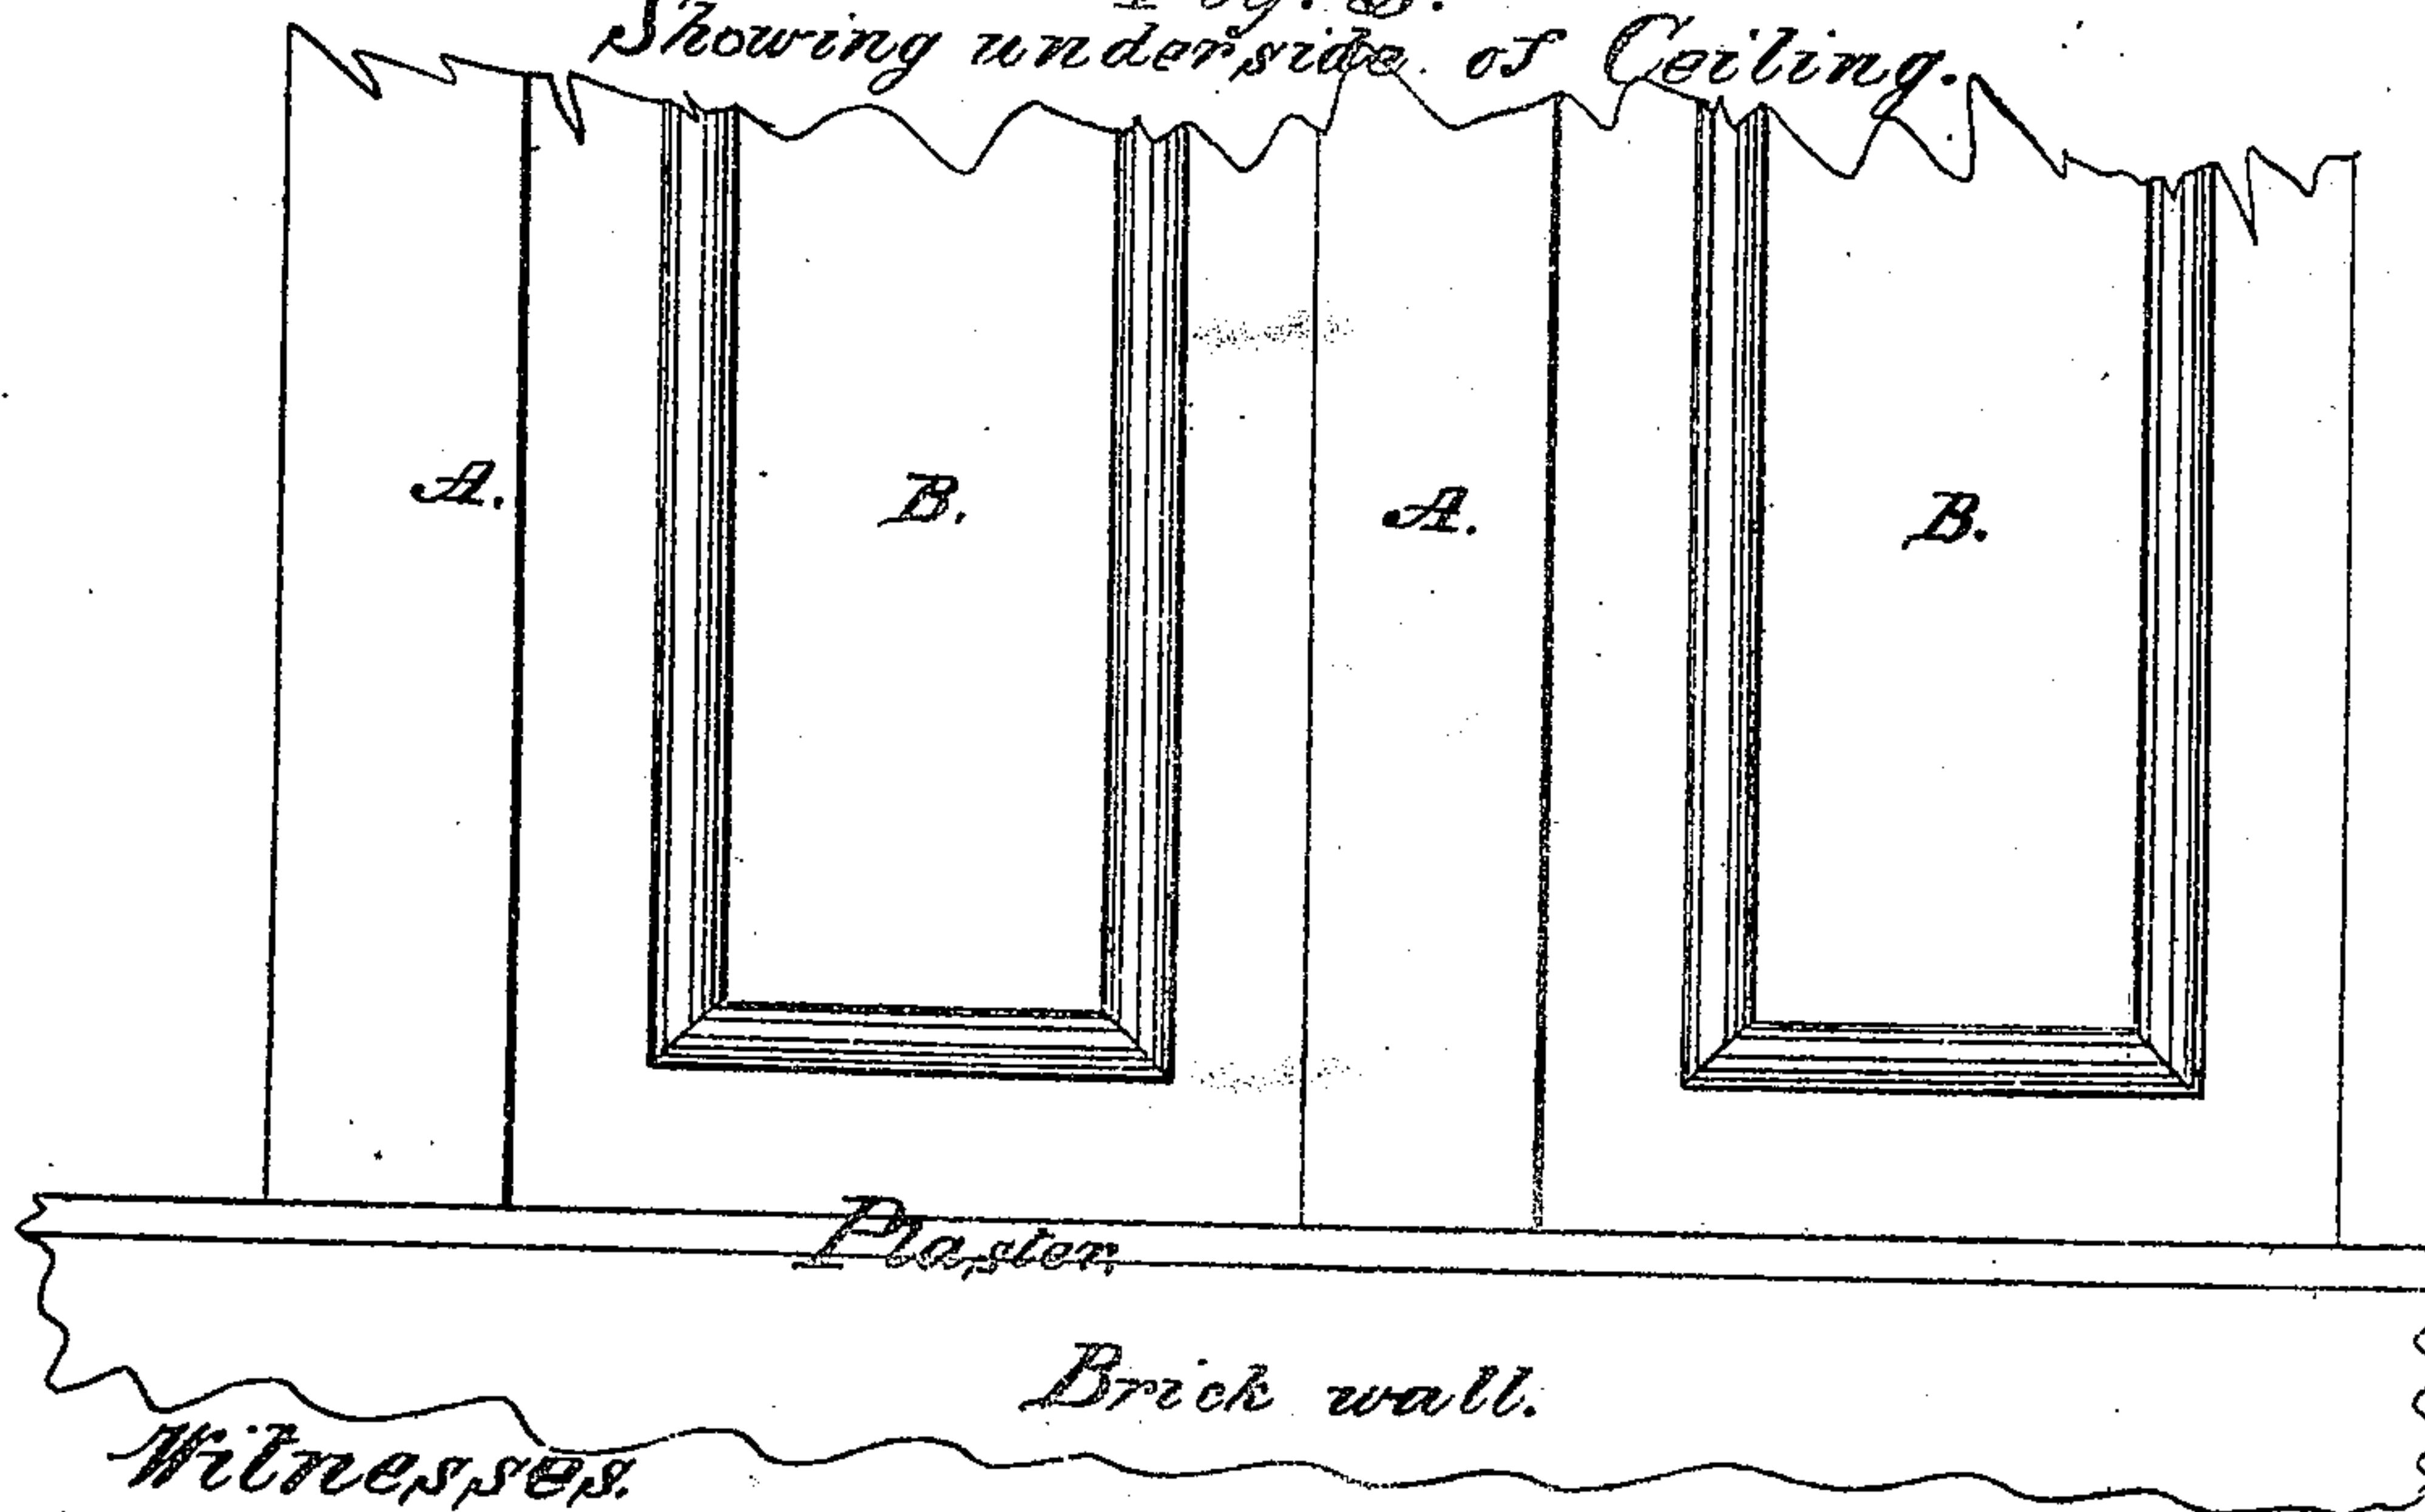 Showing underside of Ceiling.
A. B. A. B.
Plaster.
Brick wall.
Witnesses.